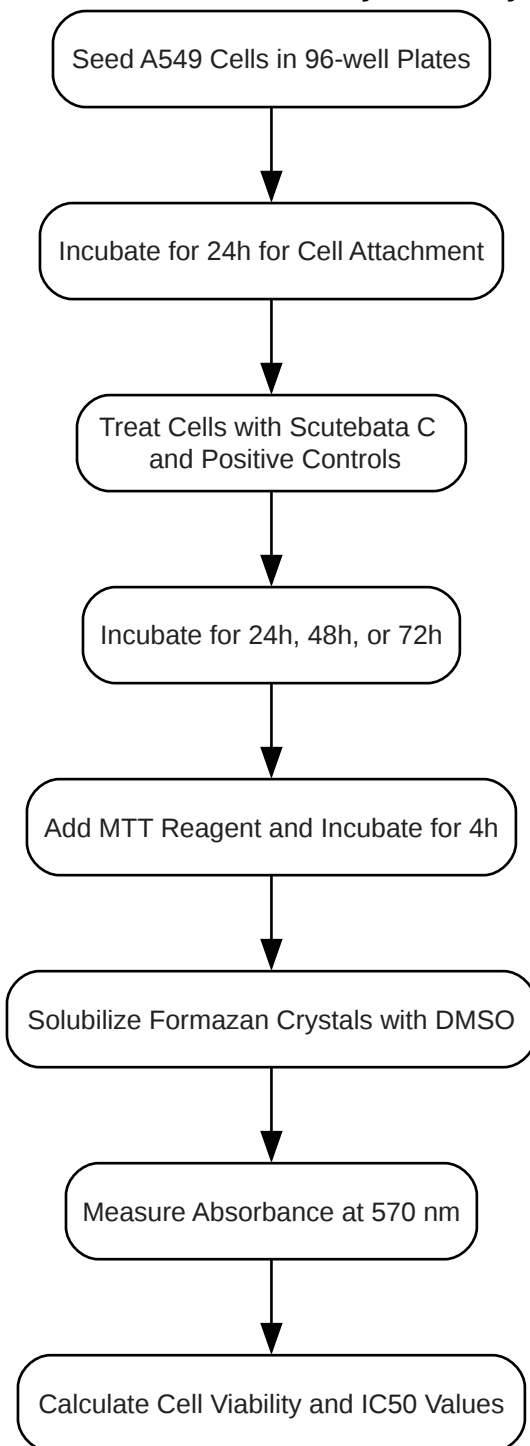 Seed A549 Cells in 96-well Plates
Incubate for 24h for Cell Attachment
Treat Cells with Scutebata C
and Positive Controls
Incubate for 24h, 48h, or 72h
Add MTT Reagent and Incubate for 4h
Solubilize Formazan Crystals with DMSO
Measure Absorbance at 570 nm
Calculate Cell Viability and IC50 Values